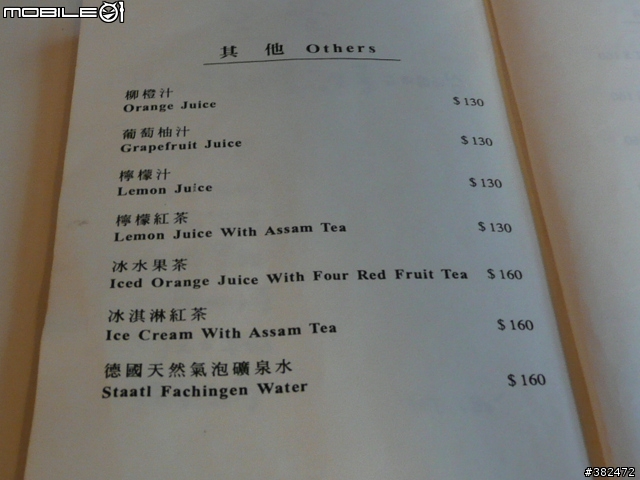 MOBILE01
其他 Others
柳橙汁
Orange Juice $130
葡萄柚汁
Grapefruit Juice $130
檸檬汁
Lemon Juice $130
檸檬紅茶
Lemon Juice With Assam Tea $130
冰水果茶
Iced Orange Juice With Four Red Fruit Tea $160
冰淇淋紅茶
Ice Cream With Assam Tea $160
德國天然氣泡礦泉水
Staatl Fachingen Water $160
#382472